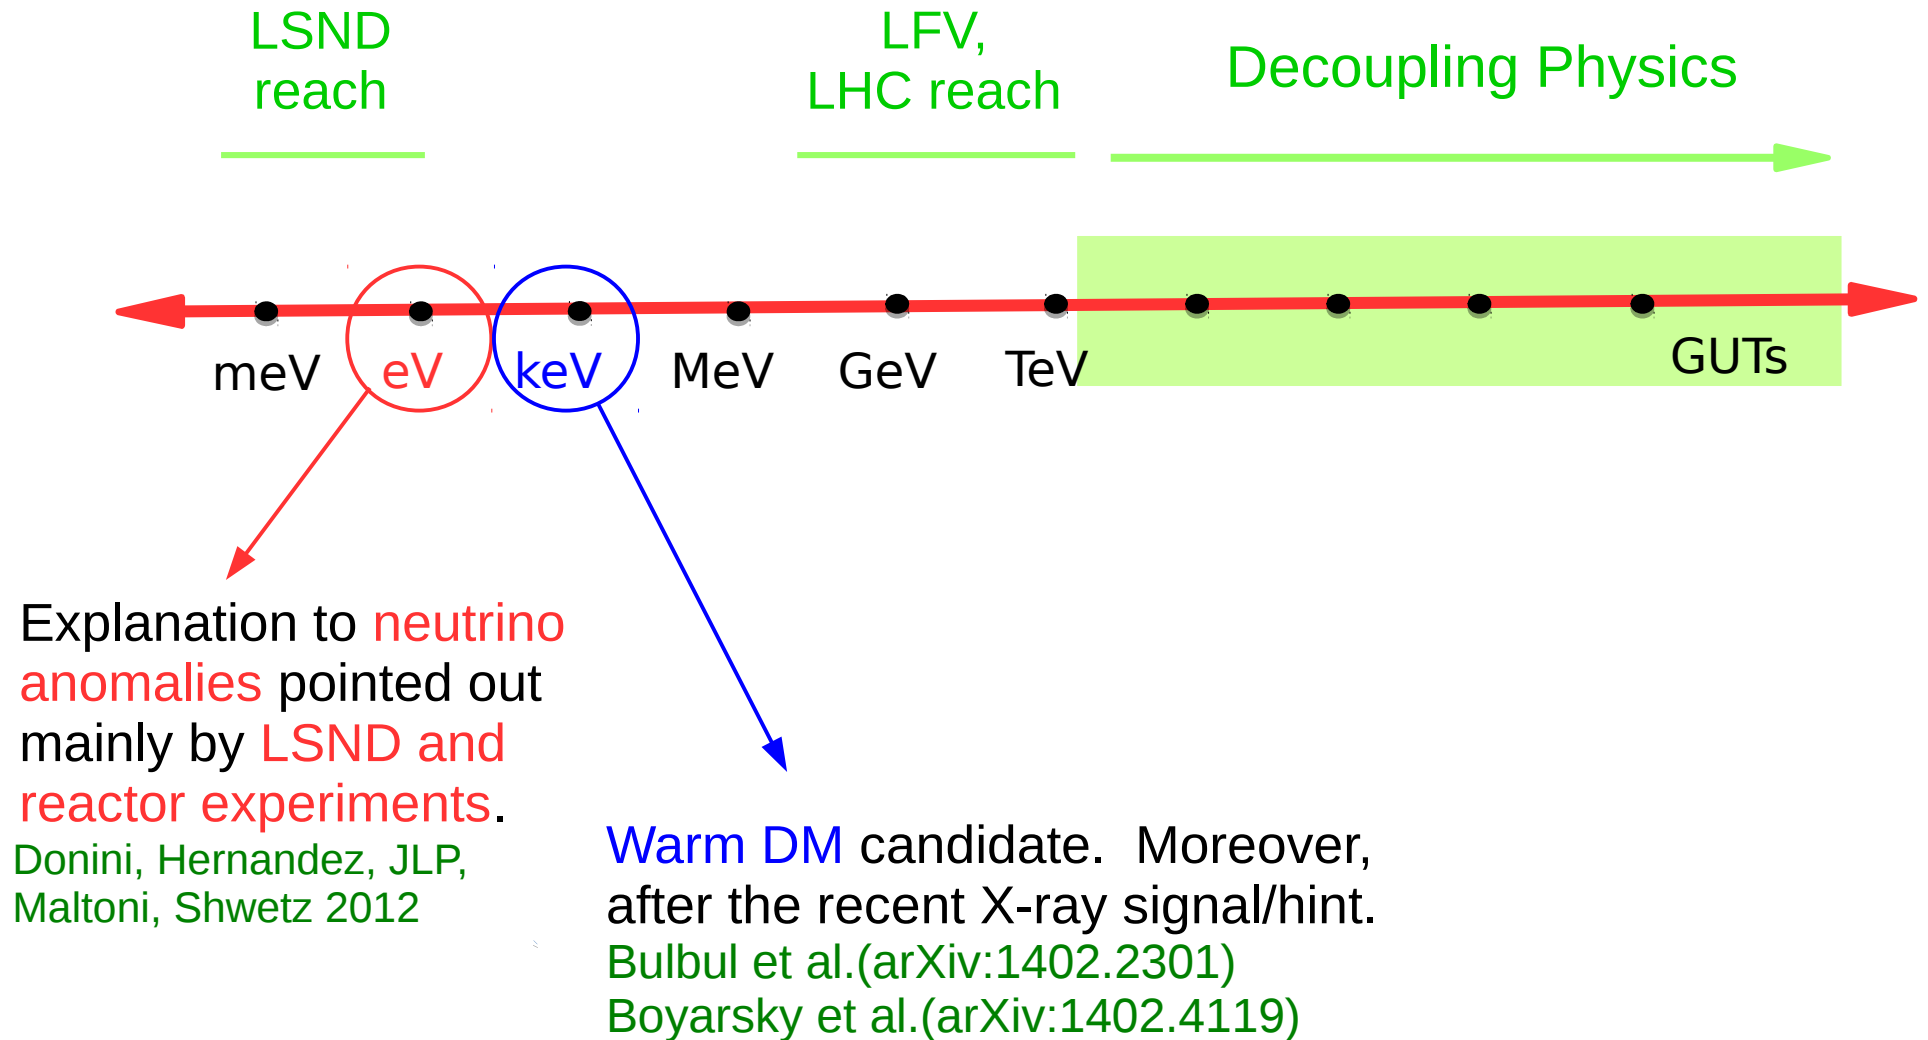 LSND
reach
LFV,
LHC reach
Decoupling Physics
meV
eV
keV
MeV
GeV
TeV
GUTs
Explanation to neutrino
anomalies pointed out
mainly by LSND and
reactor experiments.
Donini, Hernandez, JLP,
Maltoni, Shwetz 2012
Warm DM candidate.  Moreover,
after the recent X-ray signal/hint.
Bulbul et al.(arXiv:1402.2301)
Boyarsky et al.(arXiv:1402.4119)